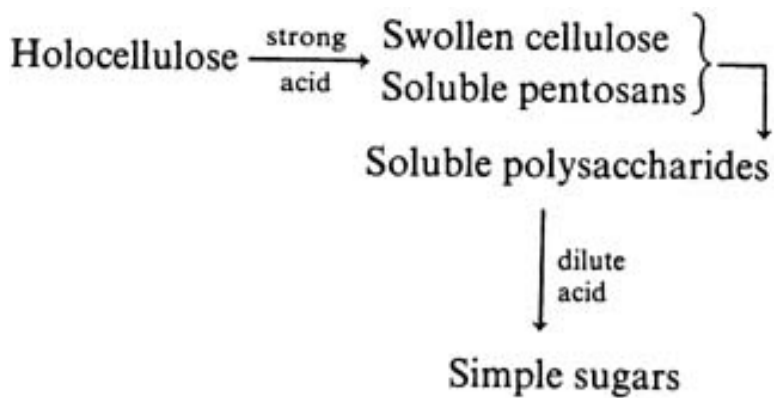 Holocellulose
strong
acid
Swollen cellulose
Soluble pentosans
Soluble polysaccharides
dilute
acid
Simple sugars